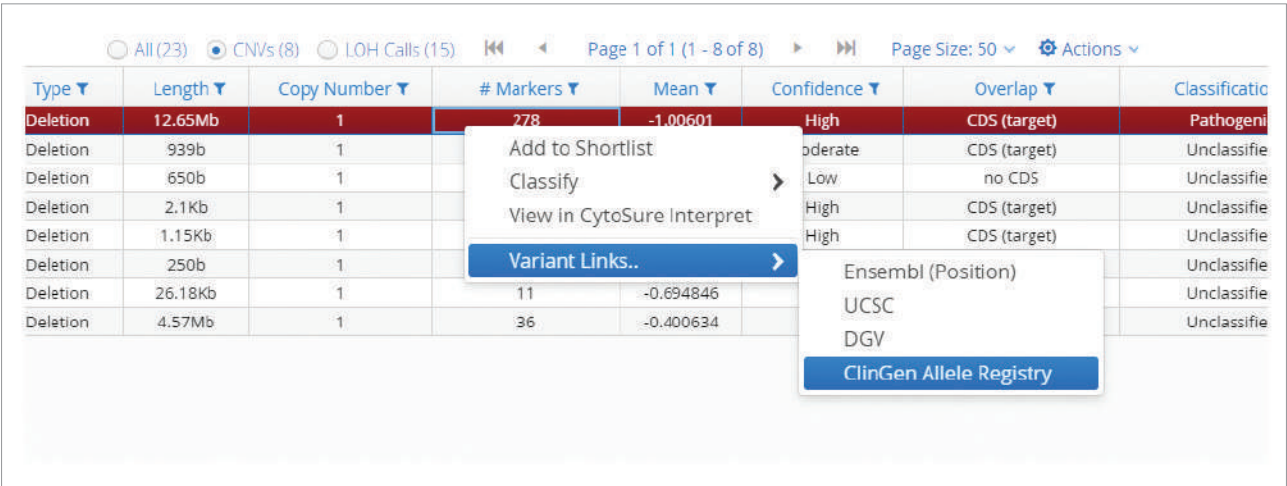 All (23) CNVs (8) LOH Calls (15) Page 1 of 1 (1 - 8 of 8) Page Size: 50 Actions
Type Length Copy Number # Markers Mean Confidence Overlap Classificatio
Deletion 12.65Mb 1 278 -1.00601 High CDS (target) Pathogeni
Deletion 939b 1 oderate CDS (target) Unclassifie
Deletion 650b 1 Low no CDS Unclassifie
Deletion 2.1Kb 1 High CDS (target) Unclassifie
Deletion 1.15Kb 1 High CDS (target) Unclassifie
Deletion 250b 1 Unclassifie
Deletion 26.18Kb 1 11 -0.694846 Unclassifie
Deletion 4.57Mb 1 36 -0.400634 Unclassifie
Add to Shortlist
Classify
View in CytoSure Interpret
Variant Links..
Ensembl (Position)
UCSC
DGV
ClinGen Allele Registry